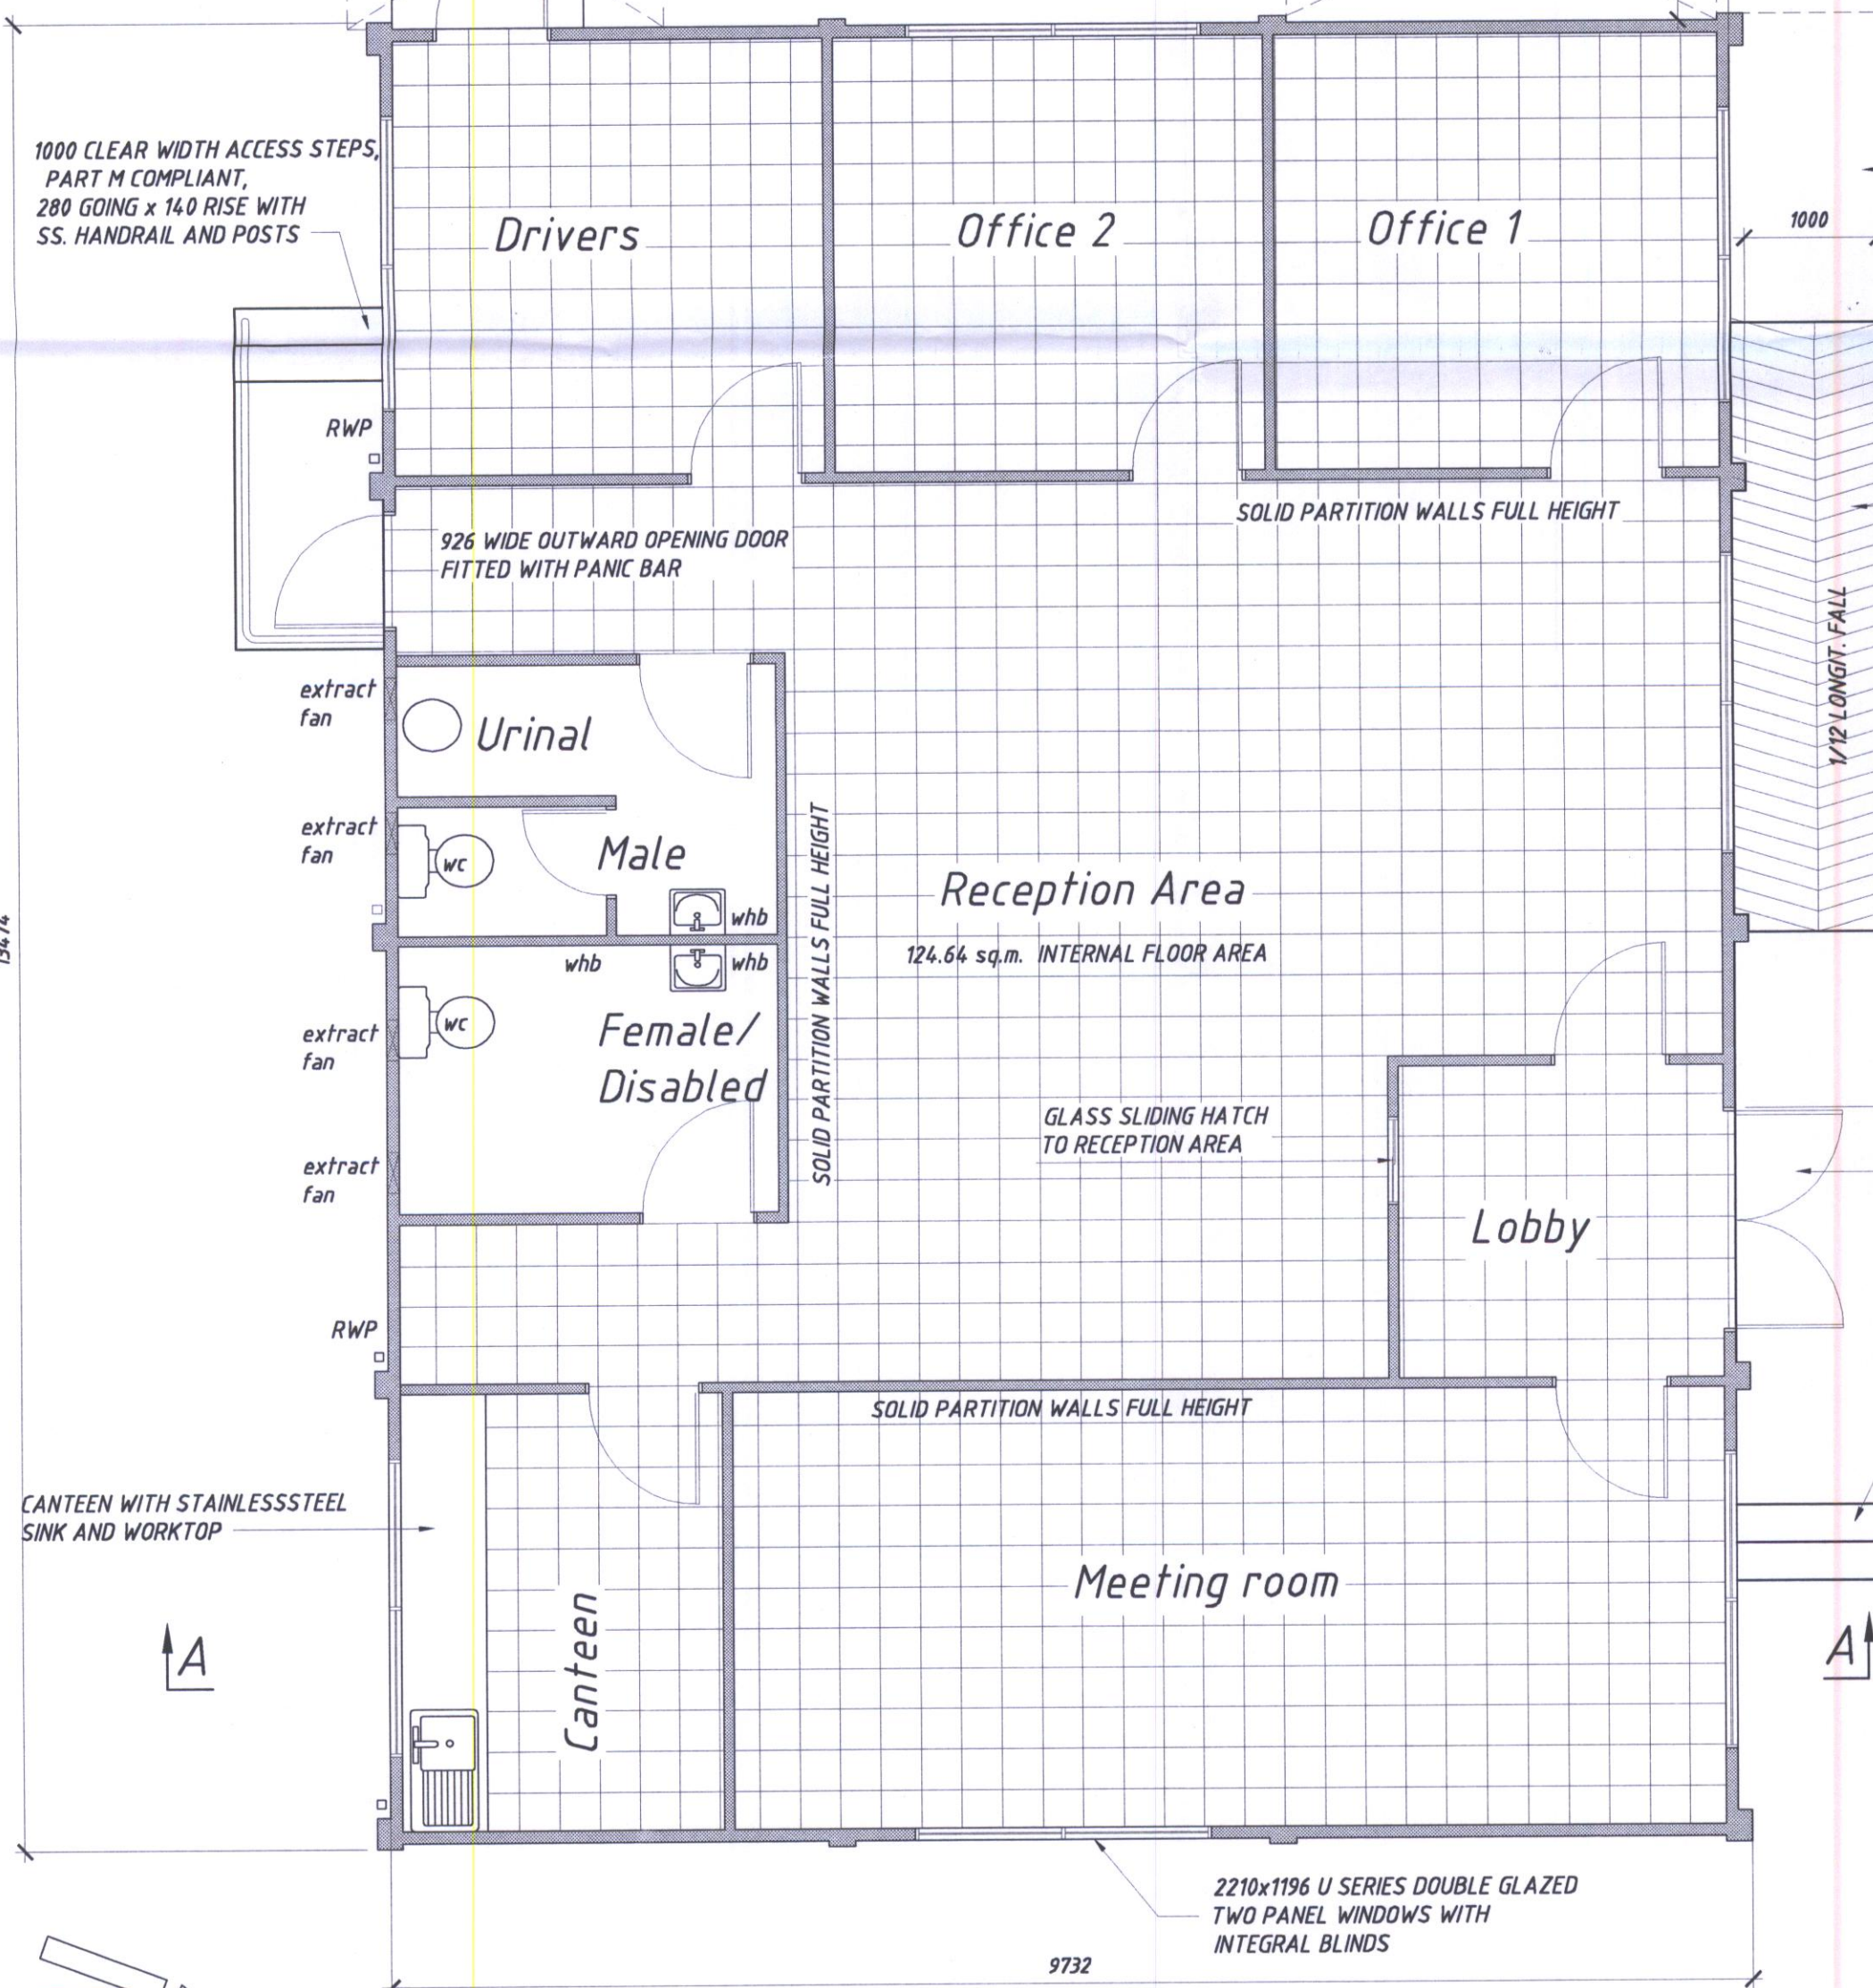 1000 CLEAR WIDTH ACCESS STEPS,
PART M COMPLIANT,
280 GOING x 140 RISE WITH
SS. HANDRAIL AND POSTS
Drivers
Office 2
Office 1
1000
RWP
926 WIDE OUTWARD OPENING DOOR
FITTED WITH PANIC BAR
SOLID PARTITION WALLS FULL HEIGHT
1/12 LONGIT. FALL
extract
fan
Urinal
extract
fan
wc
Male
whb
SOLID PARTITION WALLS FULL HEIGHT
Reception Area
124.64 sq.m. INTERNAL FLOOR AREA
whb
whb
wc
Female/
Disabled
extract
fan
extract
fan
GLASS SLIDING HATCH
TO RECEPTION AREA
Lobby
RWP
SOLID PARTITION WALLS FULL HEIGHT
CANTEEN WITH STAINLESSSTEEL
SINK AND WORKTOP
Canteen
Meeting room
A
A
2210x1196 U SERIES DOUBLE GLAZED
TWO PANEL WINDOWS WITH
INTEGRAL BLINDS
9732